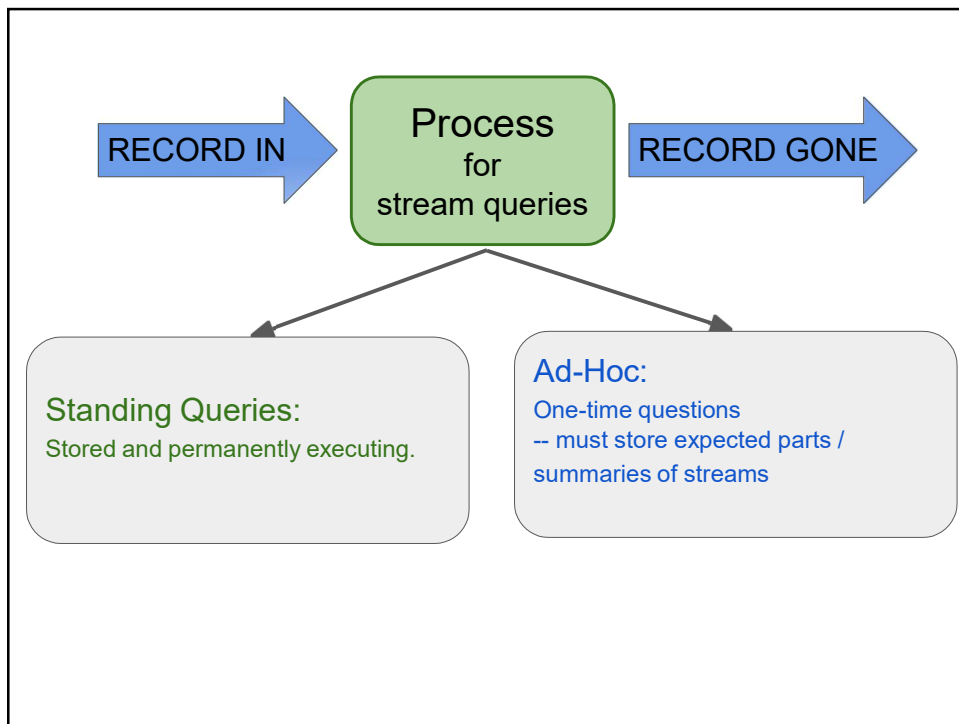 RECORD IN
Process
for
stream queries
RECORD GONE
Standing Queries:
Stored and permanently executing.
Ad-Hoc:
One-time questions
-- must store expected parts /
summaries of streams